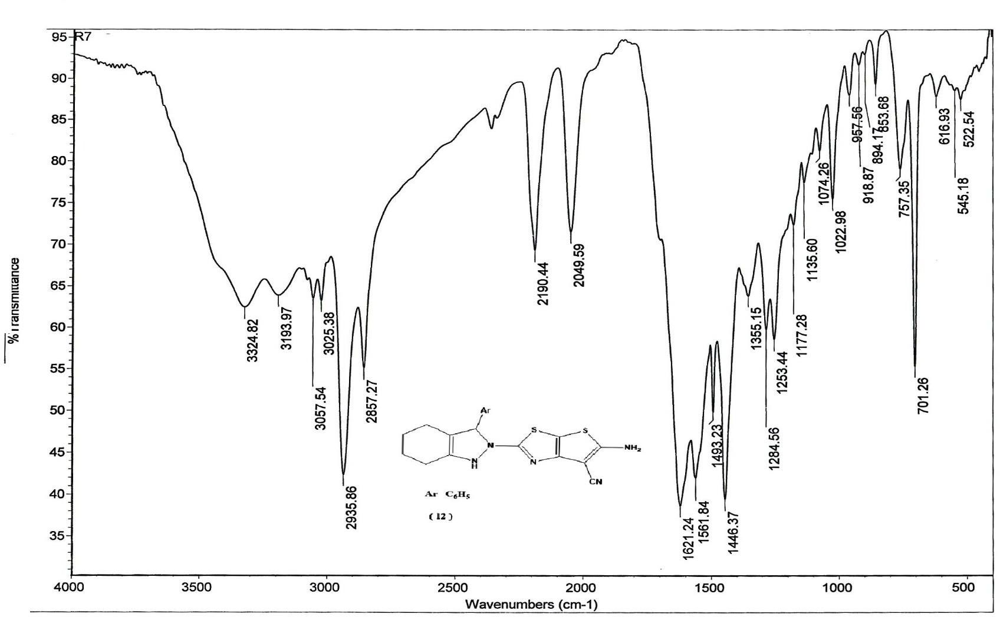 R7
95
90
85
80
75
70
65
60
55
50
45
40
35
%Transmittance
3324.82
3193.97
3057.54
3025.38
2935.86
2857.27
2190.44
2049.59
1621.24
1561.84
1493.23
1446.37
1355.15
1284.56
1253.44
1177.28
1135.60
1074.26
1022.98
957.56
918.87
894.17
853.68
757.35
701.26
616.93
545.18
522.54
Ar
S
S
N
N
H
N
NH₂
CN
Ar C₆H₅
( 12 )
4000 3500 3000 2500 2000 1500 1000 500
Wavenumbers (cm-1)